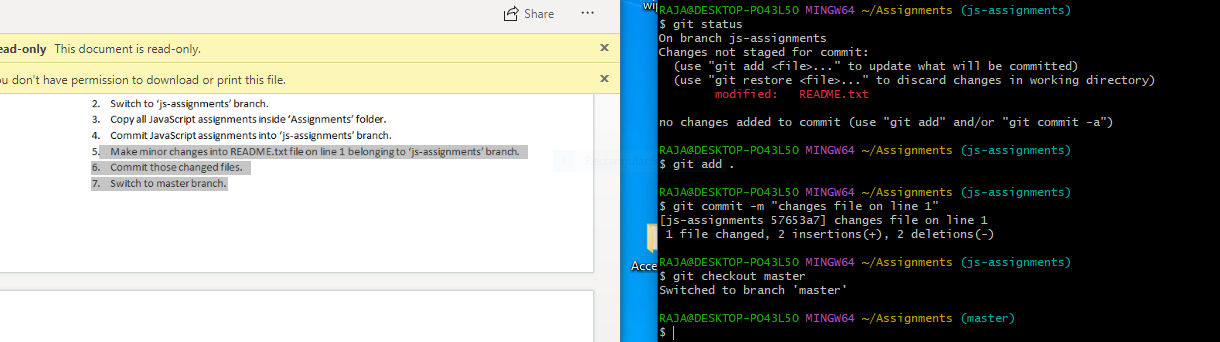 Share ...
ead-only This document is read-only.
ou don't have permission to download or print this file.
2. Switch to 'js-assignments' branch.
3. Copy all JavaScript assignments inside 'Assignments' folder.
4. Commit JavaScript assignments into 'js-assignments' branch.
5. Make minor changes into README.txt file on line 1 belonging to 'js-assignments' branch.
6. Commit those changed files.
7. Switch to master branch.
wi
Acce
RAJA@DESKTOP-PO43L5O MINGW64 ~/Assignments (js-assignments)
$ git status
On branch js-assignments
Changes not staged for commit:
(use "git add <file>..." to update what will be committed)
(use "git restore <file>..." to discard changes in working directory)
modified: README.txt
no changes added to commit (use "git add" and/or "git commit -a")
RAJA@DESKTOP-PO43L5O MINGW64 ~/Assignments (js-assignments)
$ git add .
RAJA@DESKTOP-PO43L5O MINGW64 ~/Assignments (js-assignments)
$ git commit -m "changes file on line 1"
[js-assignments 57653a7] changes file on line 1
1 file changed, 2 insertions(+), 2 deletions(-)
RAJA@DESKTOP-PO43L5O MINGW64 ~/Assignments (js-assignments)
$ git checkout master
Switched to branch 'master'
RAJA@DESKTOP-PO43L5O MINGW64 ~/Assignments (master)
$